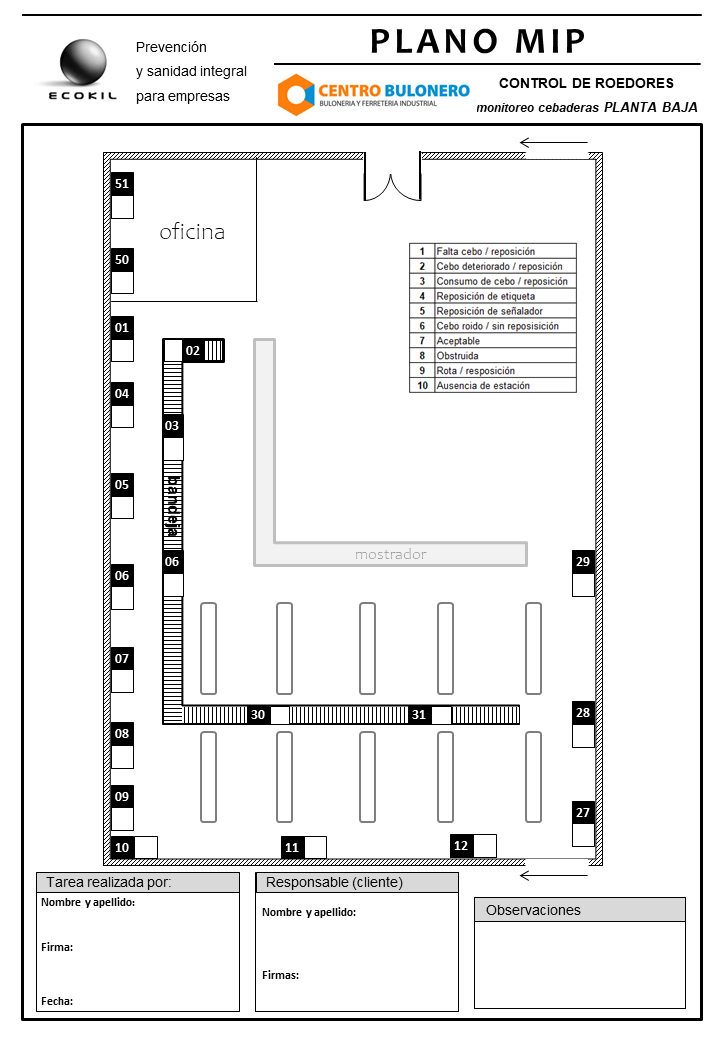 PLANO MIP
Prevención
y sanidad integral
para empresas
ECOKIL
CENTRO BULONERO
BULONERIA Y FERRETERIA INDUSTRIAL
CONTROL DE ROEDORES
monitoreo cebaderas PLANTA BAJA
51
oficina
50
1 Falta cebo / reposición
2 Cebo deteriorado / reposición
3 Consumo de cebo / reposición
4 Reposición de etiqueta
5 Reposición de señalador
6 Cebo roido / sin reposisición
7 Aceptable
8 Obstruida
9 Rota / resposición
10 Ausencia de estación
01
02
04
03
05
bandeja
mostrador
06
06
29
07
30
31
28
08
09
27
10
11
12
Tarea realizada por:
Nombre y apellido:
Firma:
Fecha:
Responsable (cliente)
Nombre y apellido:
Firmas:
Observaciones